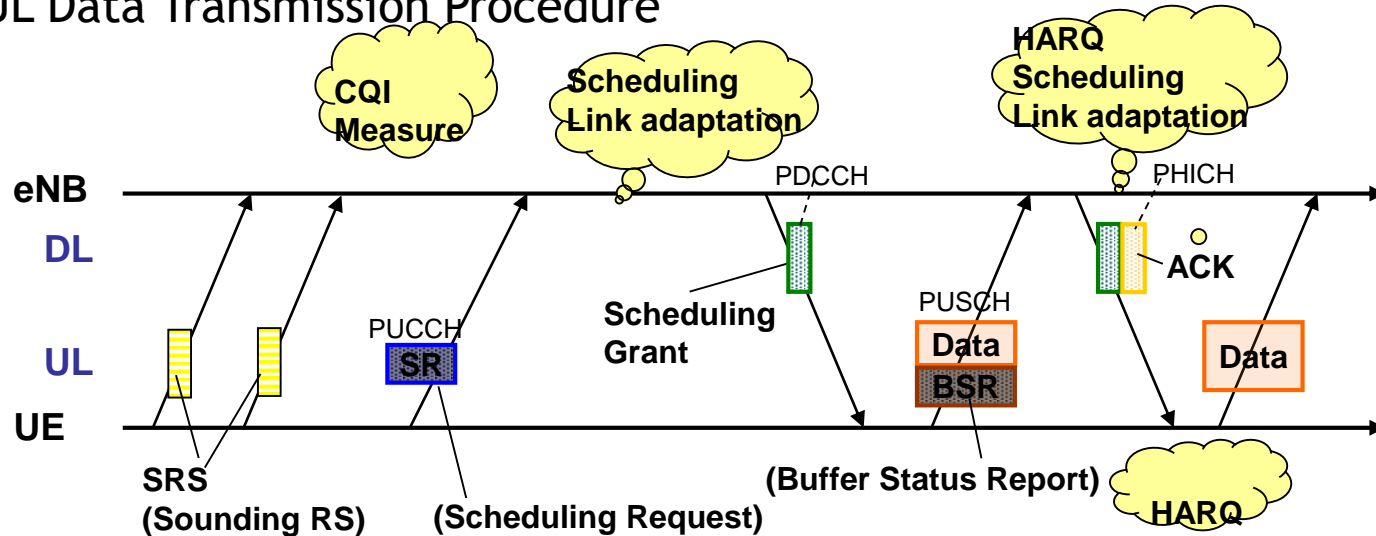 UL Data Transmission Procedure
CQI
Measure
Scheduling
Link adaptation
HARQ
Scheduling
Link adaptation
eNB
PDCCH
PHICH
DL
ACK
Scheduling
Grant
PUCCH
SR
PUSCH
Data
BSR
UL
Data
UE
SRS
(Sounding RS)
(Scheduling Request)
(Buffer Status Report)
HARQ